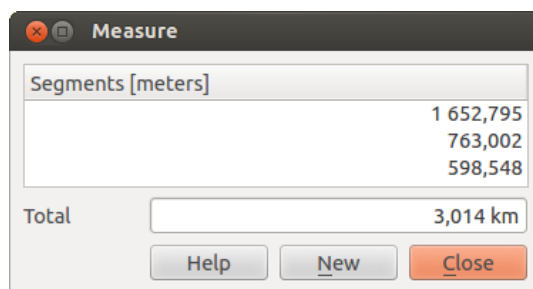 Measure
Segments [meters]
1 652,795
763,002
598,548
Total 3,014 km
Help New Close